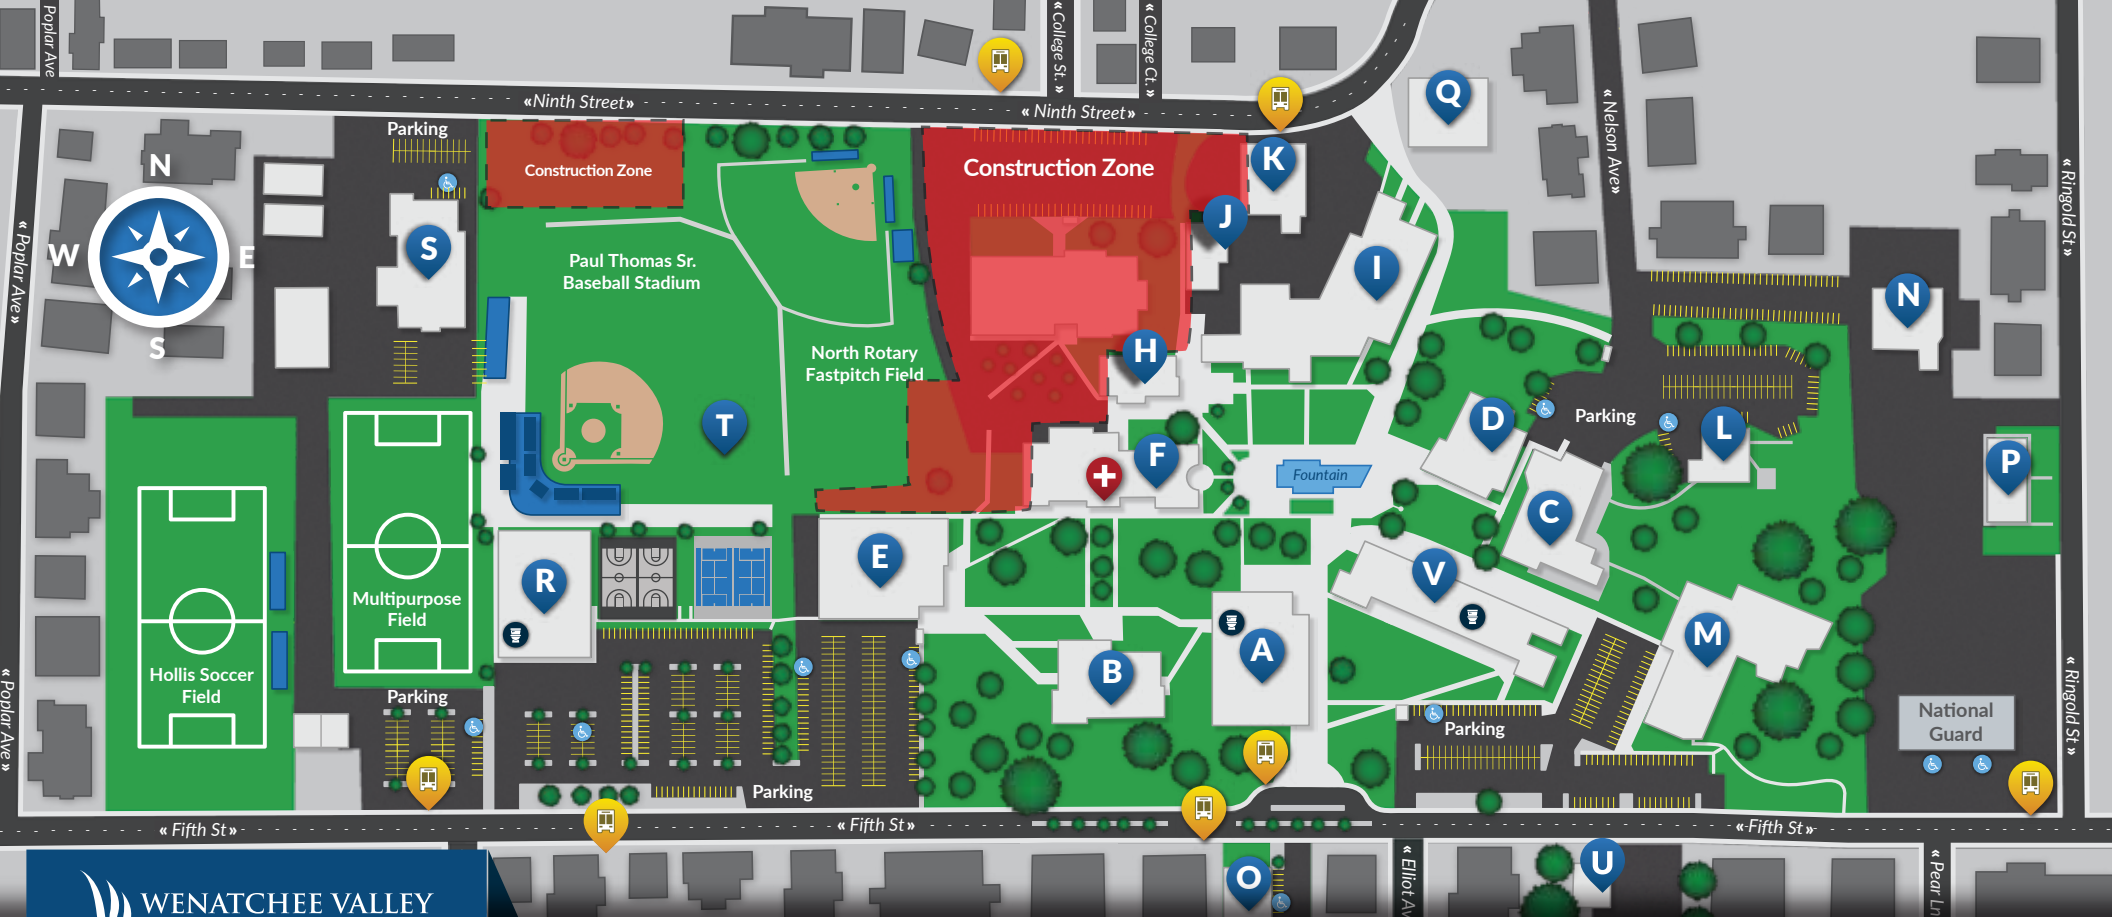 Poplar Ave
«College St.»
«College Ct.»
«Ninth Street»
«Ninth Street»
Q
Parking
Construction Zone
Construction Zone
K
«Nelson Ave»
«Ringold St»
N
W
E
S
«Poplar Ave»
S
J
I
N
Paul Thomas Sr.
Baseball Stadium
North Rotary
Fastpitch Field
H
T
D
Parking
L
F
Fountain
P
C
E
R
V
Multipurpose
Field
M
A
B
Hollis Soccer
Field
«Poplar Ave»
Parking
Parking
National
Guard
«Ringold St»
Parking
«Fifth St»
«Fifth St»
«Fifth St»
WENATCHEE VALLEY
O
«Elliot Av
U
«Pear Ln